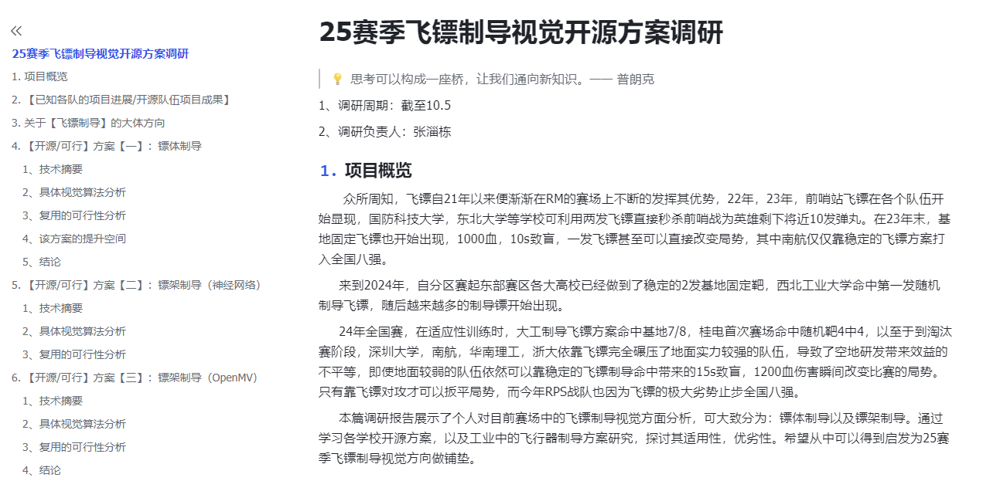 25赛季飞镖制导视觉开源方案调研
1. 项目概览
2. 【已知各队的项目进展/开源队伍项目成果】
3. 关于【飞镖制导】的大体方向
4. 【开源/可行】方案【一】：镖体制导
1、技术摘要
2、具体视觉算法分析
3、复用的可行性分析
4、该方案的提升空间
5、结论
5. 【开源/可行】方案【二】：镖架制导（神经网络）
1、技术摘要
2、具体视觉算法分析
3、复用的可行性分析
6. 【开源/可行】方案【三】：镖架制导（OpenMV）
1、技术摘要
2、具体视觉算法分析
3、复用的可行性分析
4、结论
25赛季飞镖制导视觉开源方案调研
思考可以构成一座桥，让我们通向新知识。—— 普朗克
1、调研周期：截至10.5
2、调研负责人：张淄栋
1. 项目概览
众所周知，飞镖自21年以来便渐渐在RM的赛场上不断的发挥其优势，22年，23年，前哨站飞镖在各个队伍开
始显现，国防科技大学，东北大学等学校可利用两发飞镖直接秒杀前哨战为英雄剩下将近10发弹丸。在23年末，基
地固定飞镖也开始出现，1000血，10s致盲，一发飞镖甚至可以直接改变局势，其中南航仅仅靠稳定的飞镖方案打
入全国八强。
来到2024年，自分区赛起东部赛区各大高校已经做到了稳定的2发基地固定靶，西北工业大学命中第一发随机
制导飞镖，随后越来越多的制导镖开始出现。
24年全国赛，在适应性训练时，大工制导飞镖方案命中基地7/8，桂电首次赛场命中随机靶4中4，以至于到淘汰
赛阶段，深圳大学，南航，华南理工，浙大依靠飞镖完全碾压了地面实力较强的队伍，导致了空地研发带来效益的
不平等，即使地面较弱的队伍依然可以靠稳定的飞镖制导命中带来的15s致盲，1200血伤害瞬间改变比赛的局势。
只有靠飞镖对攻才可以扳平局势，而今年RPS战队也因为飞镖的极大劣势止步全国八强。
本篇调研报告展示了个人对目前赛场中的飞镖制导视觉方面分析，可大致分为：镖体制导以及镖架制导。通过
学习各学校开源方案，以及工业中的飞行器制导方案研究，探讨其适用性，优劣性。希望从中可以得到启发为25赛
季飞镖制导视觉方向做铺垫。